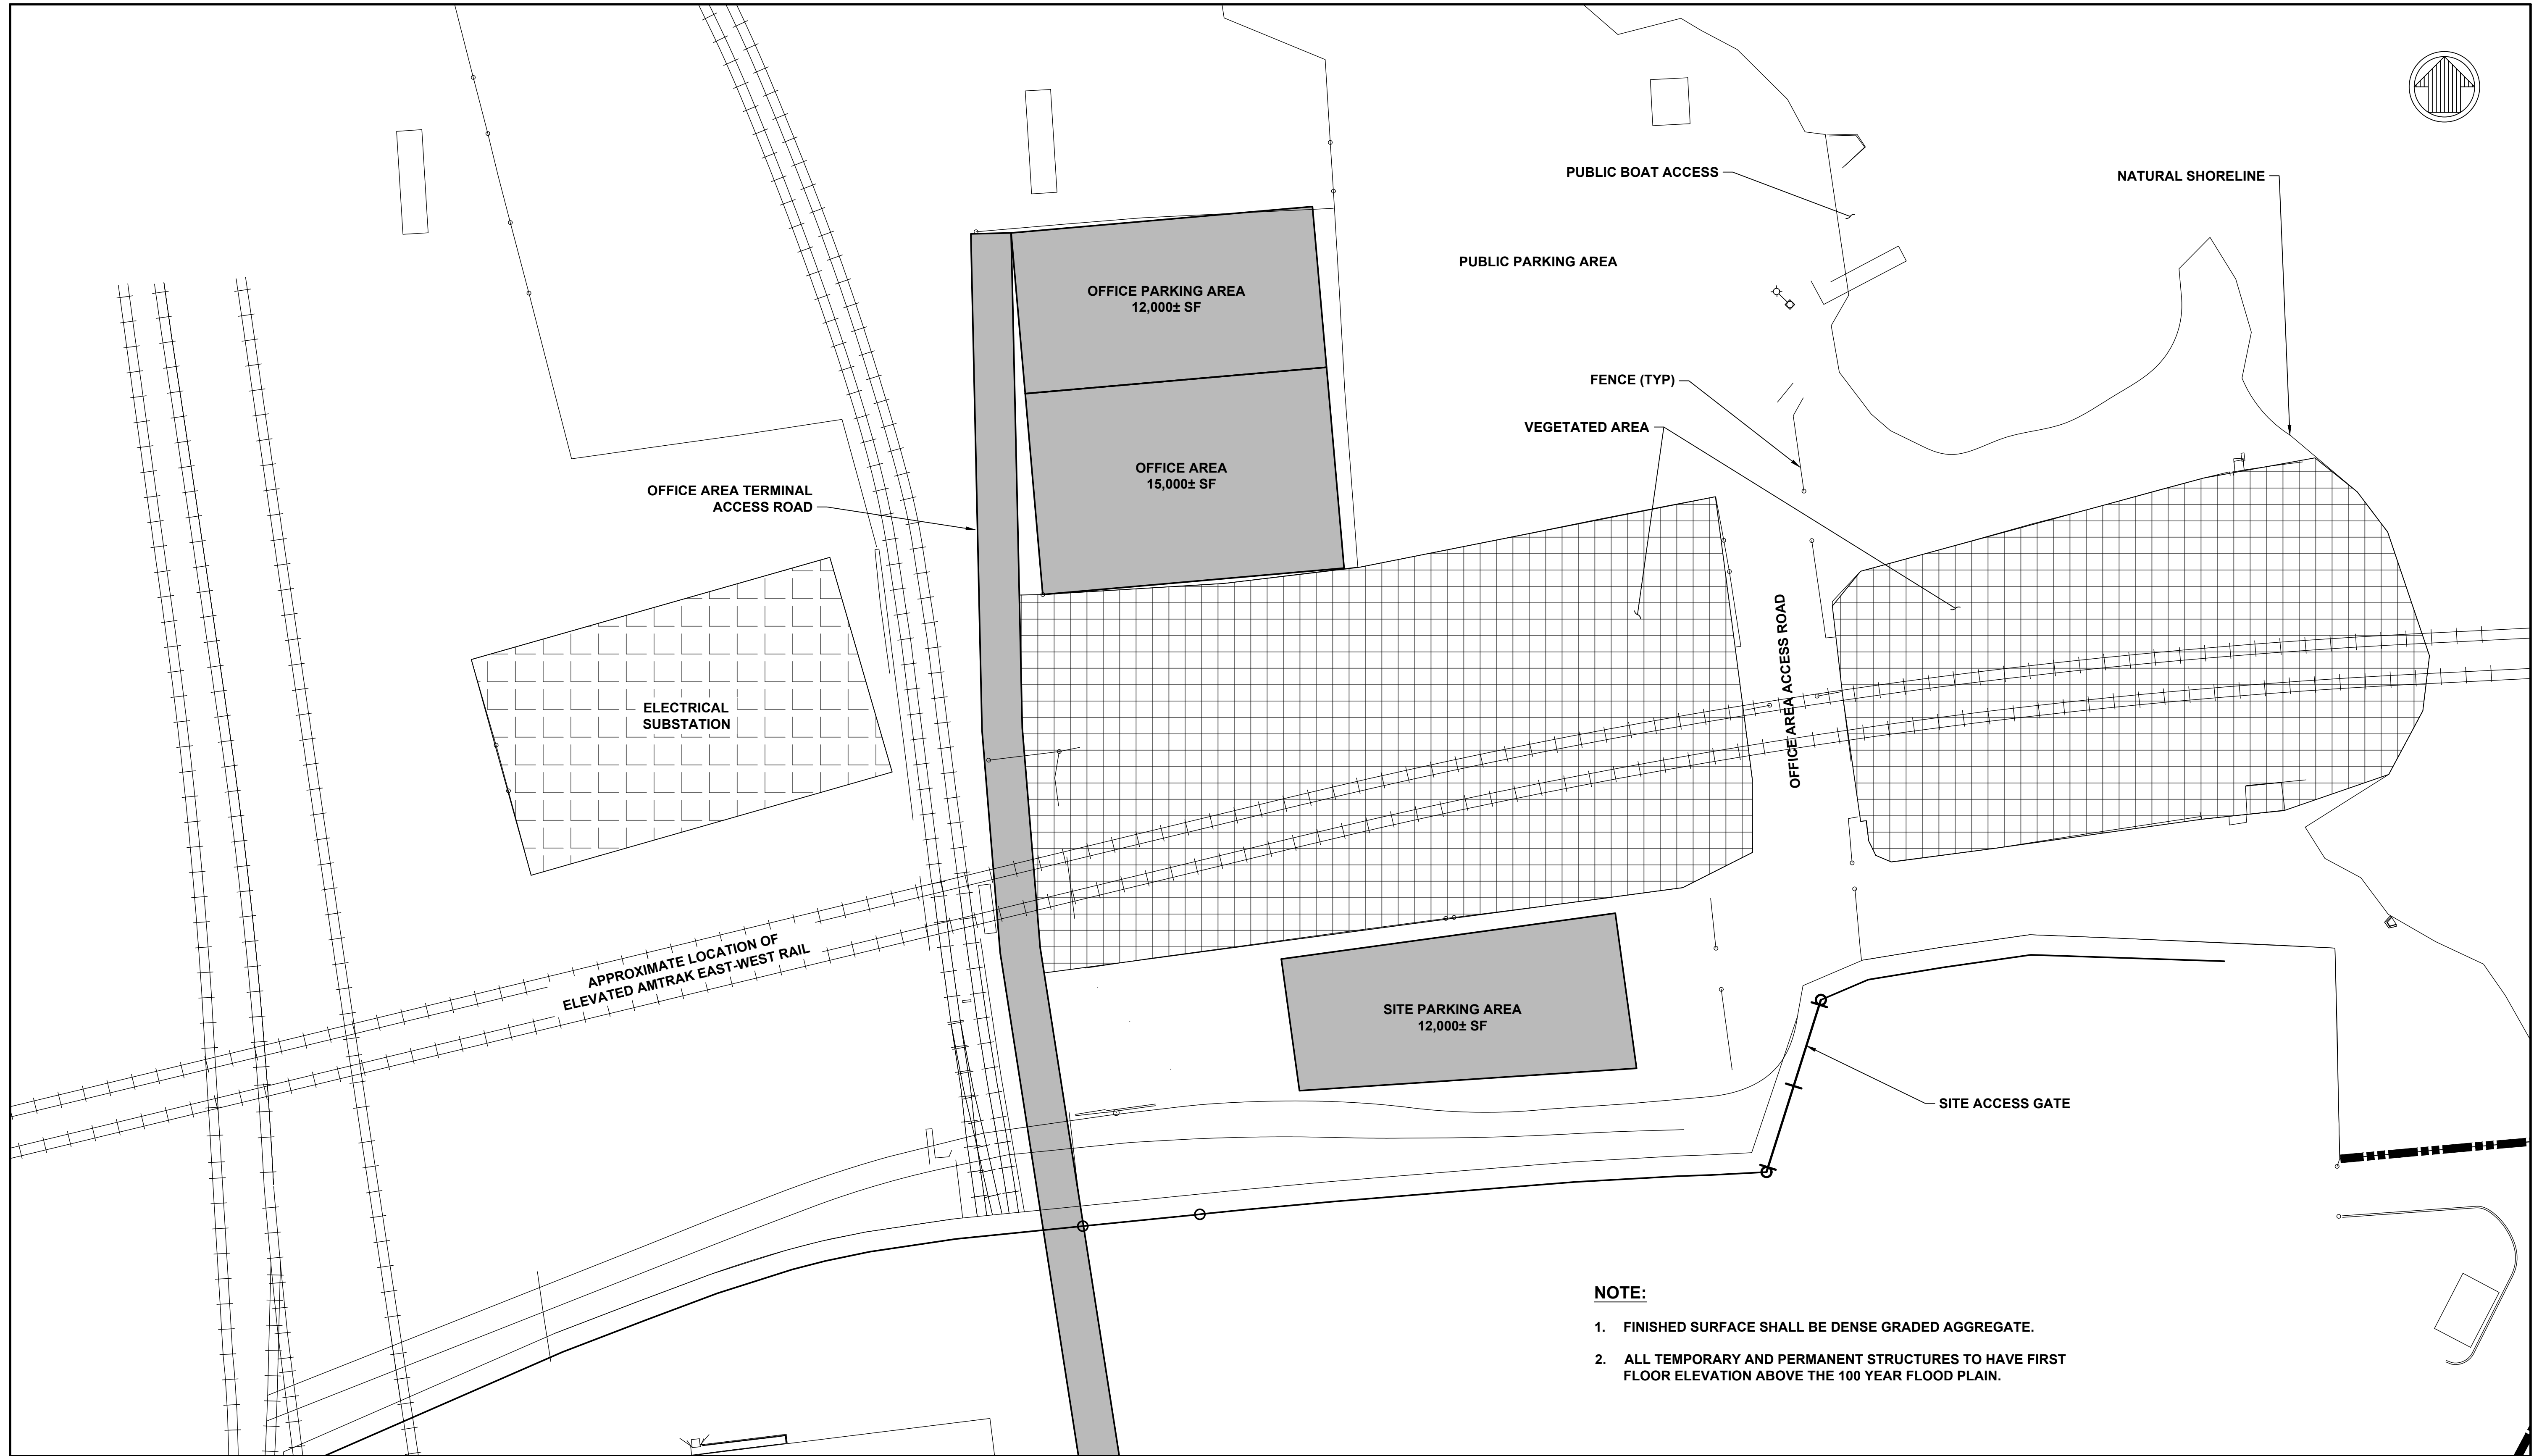 PUBLIC BOAT ACCESS
NATURAL SHORELINE
PUBLIC PARKING AREA
OFFICE PARKING AREA
12,000± SF
FENCE (TYP)
VEGETATED AREA
OFFICE AREA
15,000± SF
OFFICE AREA TERMINAL
ACCESS ROAD
OFFICE AREA ACCESS ROAD
ELECTRICAL
SUBSTATION
APPROXIMATE LOCATION OF
ELEVATED AMTRAK EAST-WEST RAIL
SITE PARKING AREA
12,000± SF
SITE ACCESS GATE
NOTE:
1. FINISHED SURFACE SHALL BE DENSE GRADED AGGREGATE.
2. ALL TEMPORARY AND PERMANENT STRUCTURES TO HAVE FIRST
FLOOR ELEVATION ABOVE THE 100 YEAR FLOOD PLAIN.